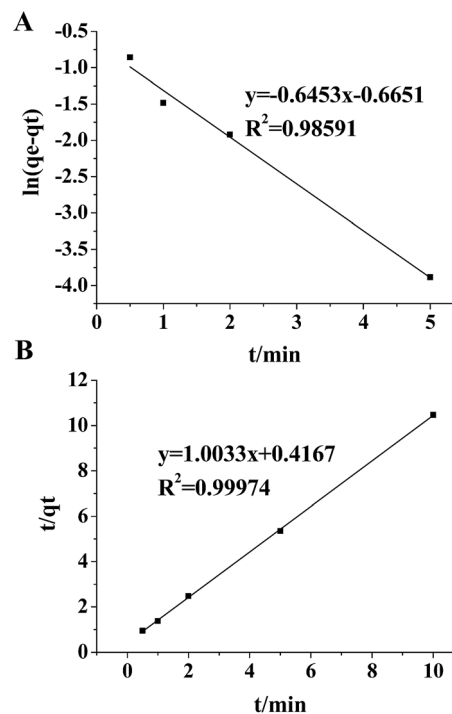 A
-0.5
-1.0
-1.5
-2.0
-2.5
-3.0
-3.5
-4.0
ln(qe-qt)
y=-0.6453x-0.6651
R²=0.98591
0 1 2 3 4 5
t/min
B
12
10
8
6
4
2
0
t/qt
y=1.0033x+0.4167
R²=0.99974
0 2 4 6 8 10
t/min